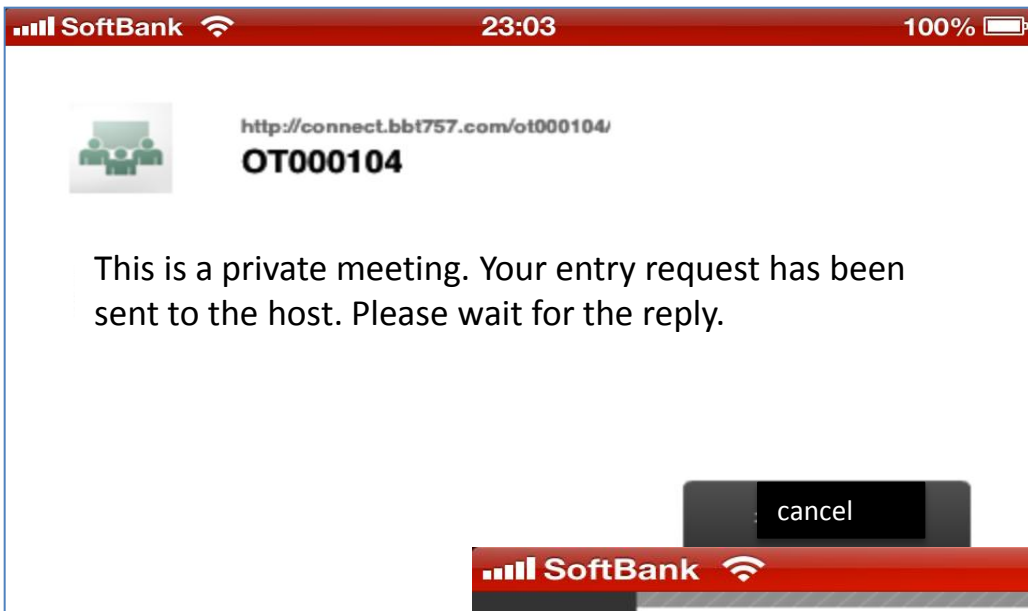 SoftBank 23:03 100%
http://connect.bbt757.com/ot000104/
OT000104
This is a private meeting. Your entry request has been
sent to the host. Please wait for the reply.
cancel
SoftBank